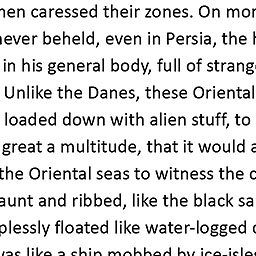 men caressed their zones. On mor
never beheld, even in Persia, the h
in his general body, full of strang
Unlike the Danes, these Oriental
loaded down with alien stuff, to
great a multitude, that it would a
the Oriental seas to witness the c
aunt and ribbed, like the black sa
plessly floated like water-logged
was like a ship mobbed by ice-isles